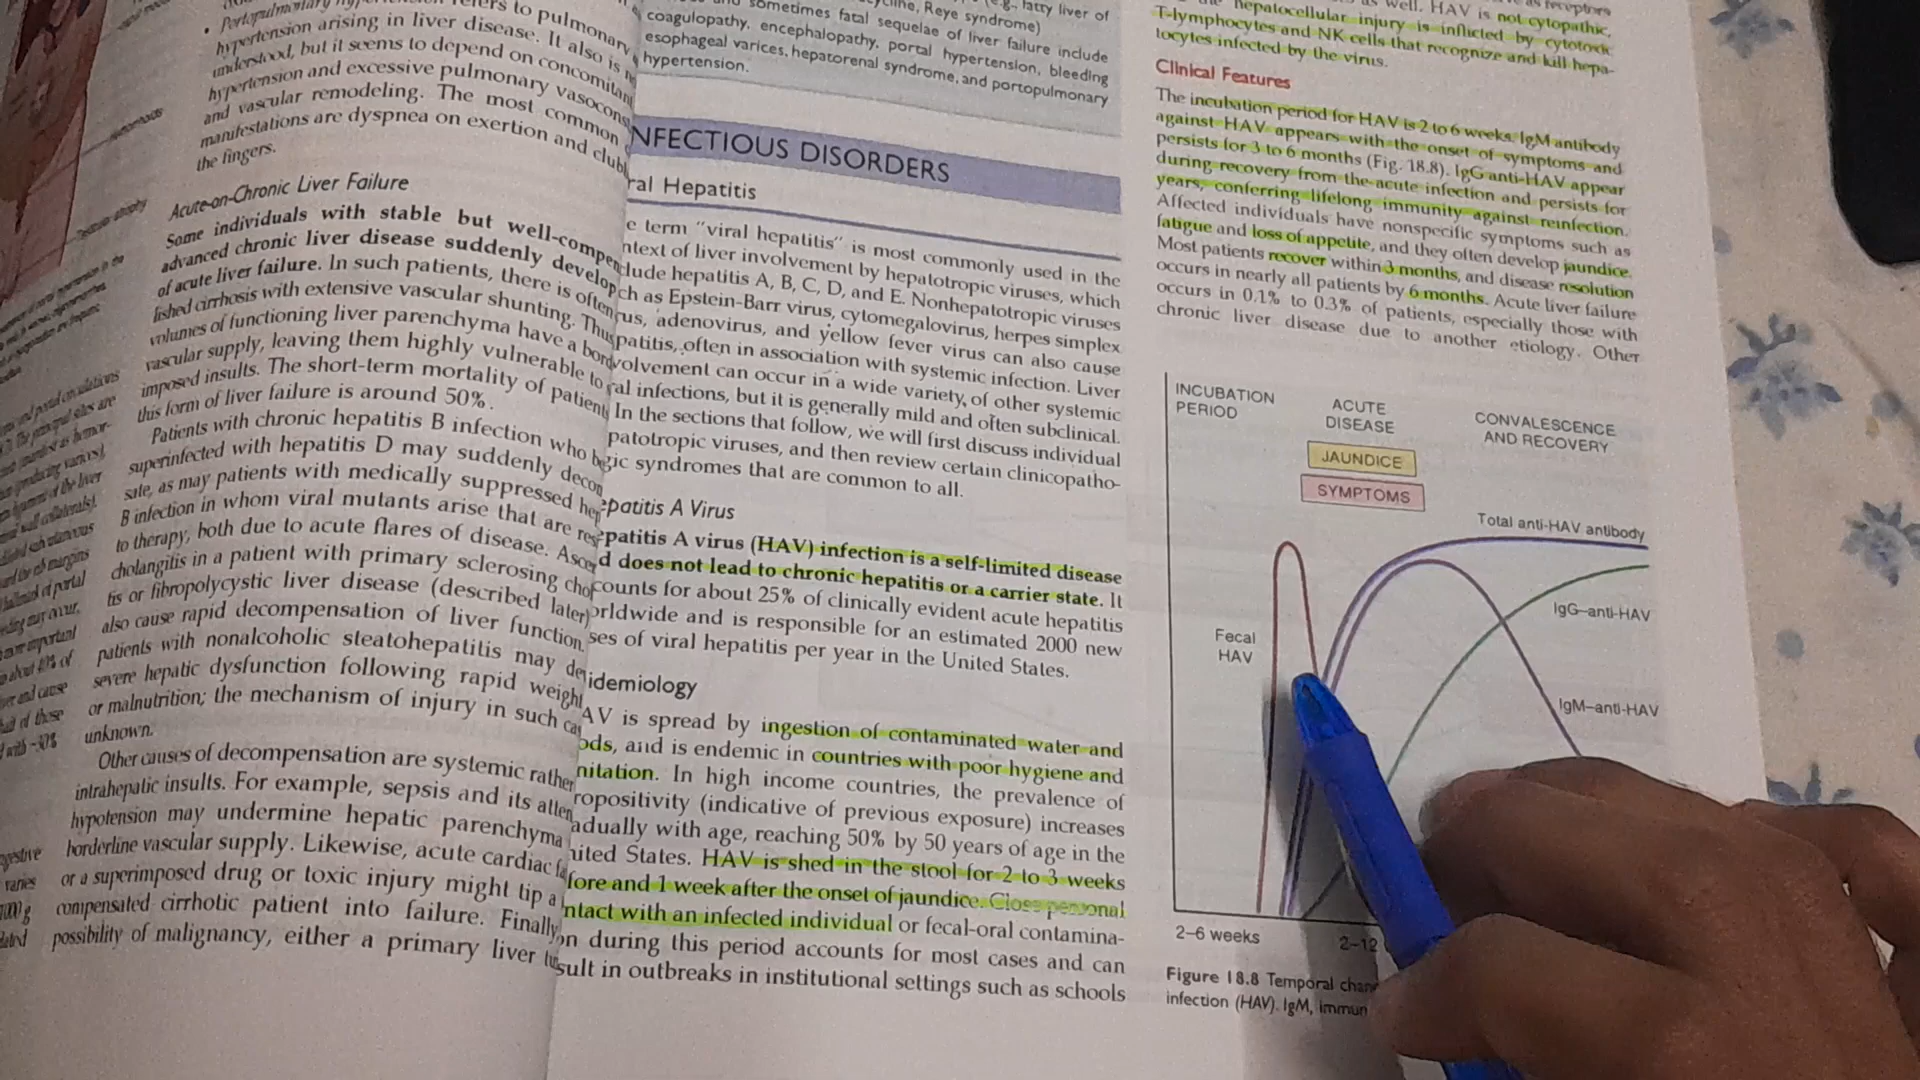 pulmonary
hypertension arising in liver disease. It also is
understood, but it seems to depend on concomitant
hypertension and excessive pulmonary vasocons
and vascular remodeling. The most common
manifestations are dyspnea on exertion and club
the fingers.
Acute-on-Chronic Liver Failure
Some individuals with stable but well-compen
advanced chronic liver disease suddenly develop
of acute liver failure. In such patients, there is often
lished cirrhosis with extensive vascular shunting. Thus
volumes of functioning liver parenchyma have a bord
vascular supply, leaving them highly vulnerable to
imposed insults. The short-term mortality of patient
this form of liver failure is around 50%.
Patients with chronic hepatitis B infection who
superinfected with hepatitis D may suddenly decon
sate, as may patients with medically suppressed hep
B infection in whom viral mutants arise that are res
to therapy, both due to acute flares of disease. Asce
cholangitis in a patient with primary sclerosing cho
tis or fibropolycystic liver disease (described later)
also cause rapid decompensation of liver function.
patients with nonalcoholic steatohepatitis may de
severe hepatic dysfunction following rapid weight
or malnutrition; the mechanism of injury in such ca
unknown.
Other causes of decompensation are systemic rather
intrahepatic insults. For example, sepsis and its atten
hypotension may undermine hepatic parenchyma
borderline vascular supply. Likewise, acute cardiac f
or a superimposed drug or toxic injury might tip a
compensated cirrhotic patient into failure. Finally,
possibility of malignancy, either a primary liver tu
fatty liver of
Reye syndrome)
sometimes fatal sequelae of liver failure include
coagulopathy, encephalopathy, portal hypertension, bleeding
esophageal varices, hepatorenal syndrome, and portopulmonary
hypertension.
NFECTIOUS DISORDERS
ral Hepatitis
e term “viral hepatitis” is most commonly used in the
ntext of liver involvement by hepatotropic viruses, which
clude hepatitis A, B, C, D, and E. Nonhepatotropic viruses
ch as Epstein-Barr virus, cytomegalovirus, herpes simplex
rus, adenovirus, and yellow fever virus can also cause
patitis, often in association with systemic infection. Liver
volvement can occur in a wide variety of other systemic
al infections, but it is generally mild and often subclinical.
In the sections that follow, we will first discuss individual
patotropic viruses, and then review certain clinicopatho-
gic syndromes that are common to all.
epatitis A Virus
epatitis A virus (HAV) infection is a self-limited disease
d does not lead to chronic hepatitis or a carrier state. It
counts for about 25% of clinically evident acute hepatitis
orldwide and is responsible for an estimated 2000 new
ses of viral hepatitis per year in the United States.
idemiology
AV is spread by ingestion of contaminated water and
ods, and is endemic in countries with poor hygiene and
nitation. In high income countries, the prevalence of
ropositivity (indicative of previous exposure) increases
adually with age, reaching 50% by 50 years of age in the
nited States. HAV is shed in the stool for 2 to 3 weeks
fore and 1 week after the onset of jaundice. Close personal
ntact with an infected individual or fecal-oral contamina-
on during this period accounts for most cases and can
sult in outbreaks in institutional settings such as schools
as well. HAV is not cytopathic,
hepatocellular injury is inflicted by cytotoxic
T-lymphocytes and NK cells that recognize and kill hepa-
tocytes infected by the virus.
Clinical Features
The incubation period for HAV is 2 to 6 weeks. IgM antibody
against HAV appears with the onset of symptoms and
persists for 3 to 6 months (Fig. 18.8). IgG anti-HAV appear
during recovery from the acute infection and persists for
years, conferring lifelong immunity against reinfection.
Affected individuals have nonspecific symptoms such as
fatigue and loss of appetite, and they often develop jaundice.
Most patients recover within 3 months, and disease resolution
occurs in nearly all patients by 6 months. Acute liver failure
occurs in 0.1% to 0.3% of patients, especially those with
chronic liver disease due to another etiology. Other
INCUBATION
PERIOD
ACUTE
DISEASE
CONVALESCENCE
AND RECOVERY
JAUNDICE
SYMPTOMS
Total anti-HAV antibody
IgG–anti-HAV
Fecal
HAV
IgM–anti-HAV
2–6 weeks
2–12
Figure 18.8 Temporal chan
infection (HAV). IgM, immun